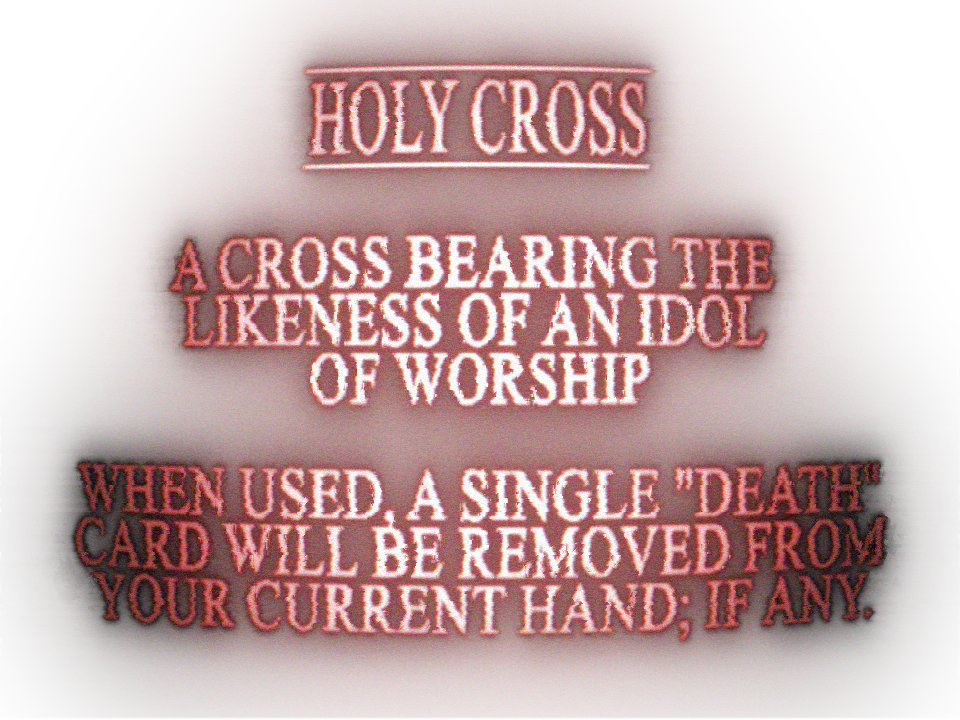 HOLY CROSS
A CROSS BEARING THE
LIKENESS OF AN IDOL
OF WORSHIP
WHEN USED, A SINGLE "DEATH"
CARD WILL BE REMOVED FROM
YOUR CURRENT HAND; IF ANY.